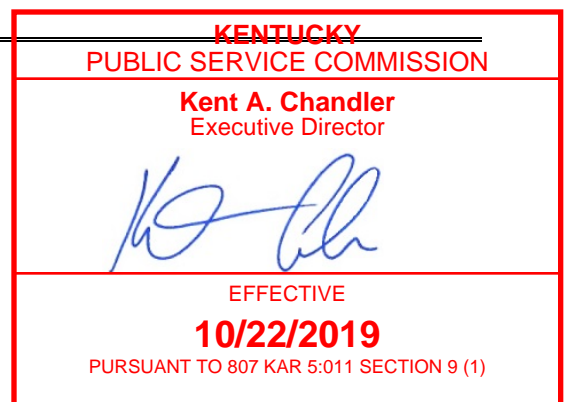 KENTUCKY
PUBLIC SERVICE COMMISSION
Kent A. Chandler
Executive Director
EFFECTIVE
10/22/2019
PURSUANT TO 807 KAR 5:011 SECTION 9 (1)